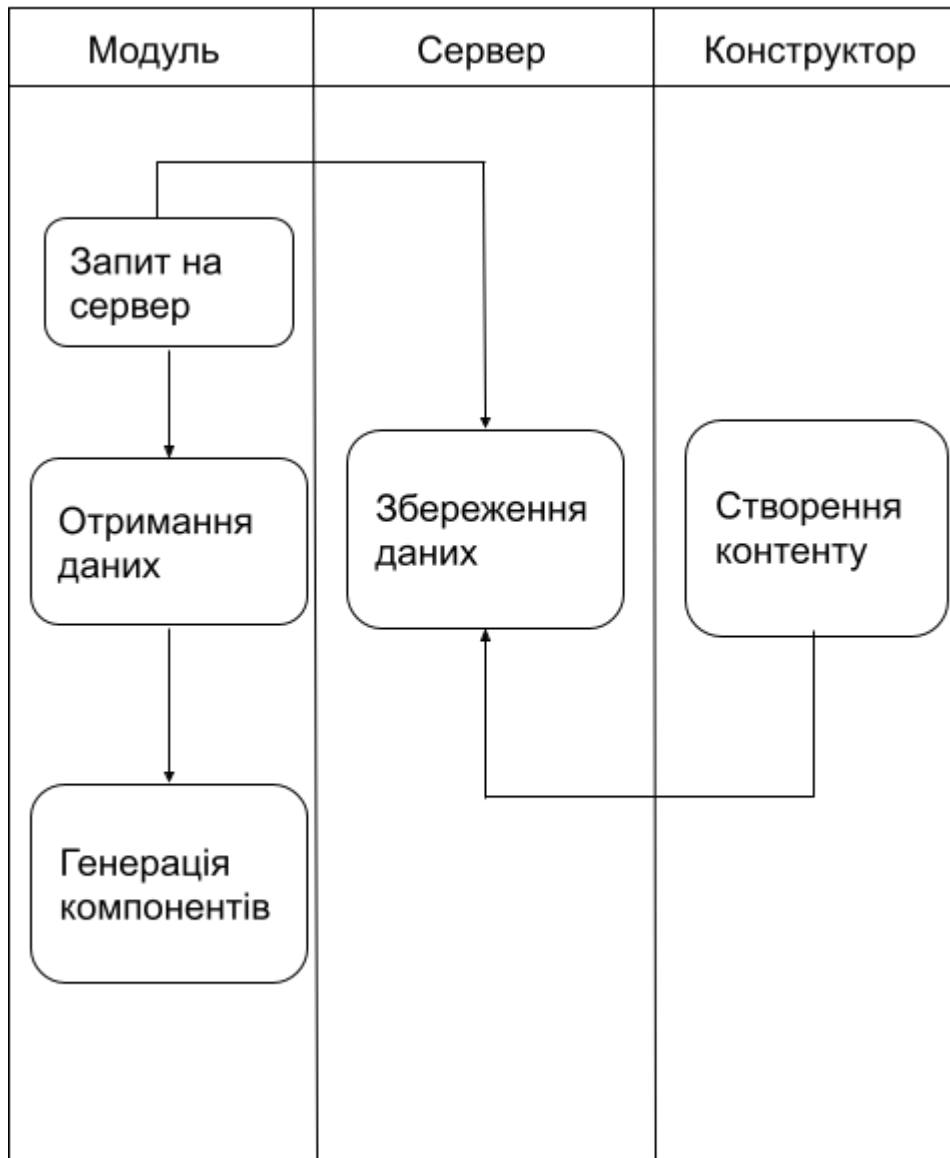 Модуль
Сервер
Конструктор
Запит на
сервер
Отримання
даних
Збереження
даних
Створення
контенту
Генерація
компонентів